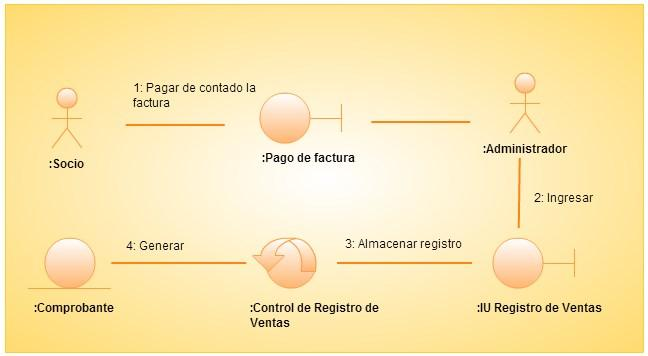 1: Pagar de contado la
factura
:Socio
:Pago de factura
:Administrador
2: Ingresar
4: Generar
3: Almacenar registro
:Comprobante
:Control de Registro de
Ventas
:IU Registro de Ventas